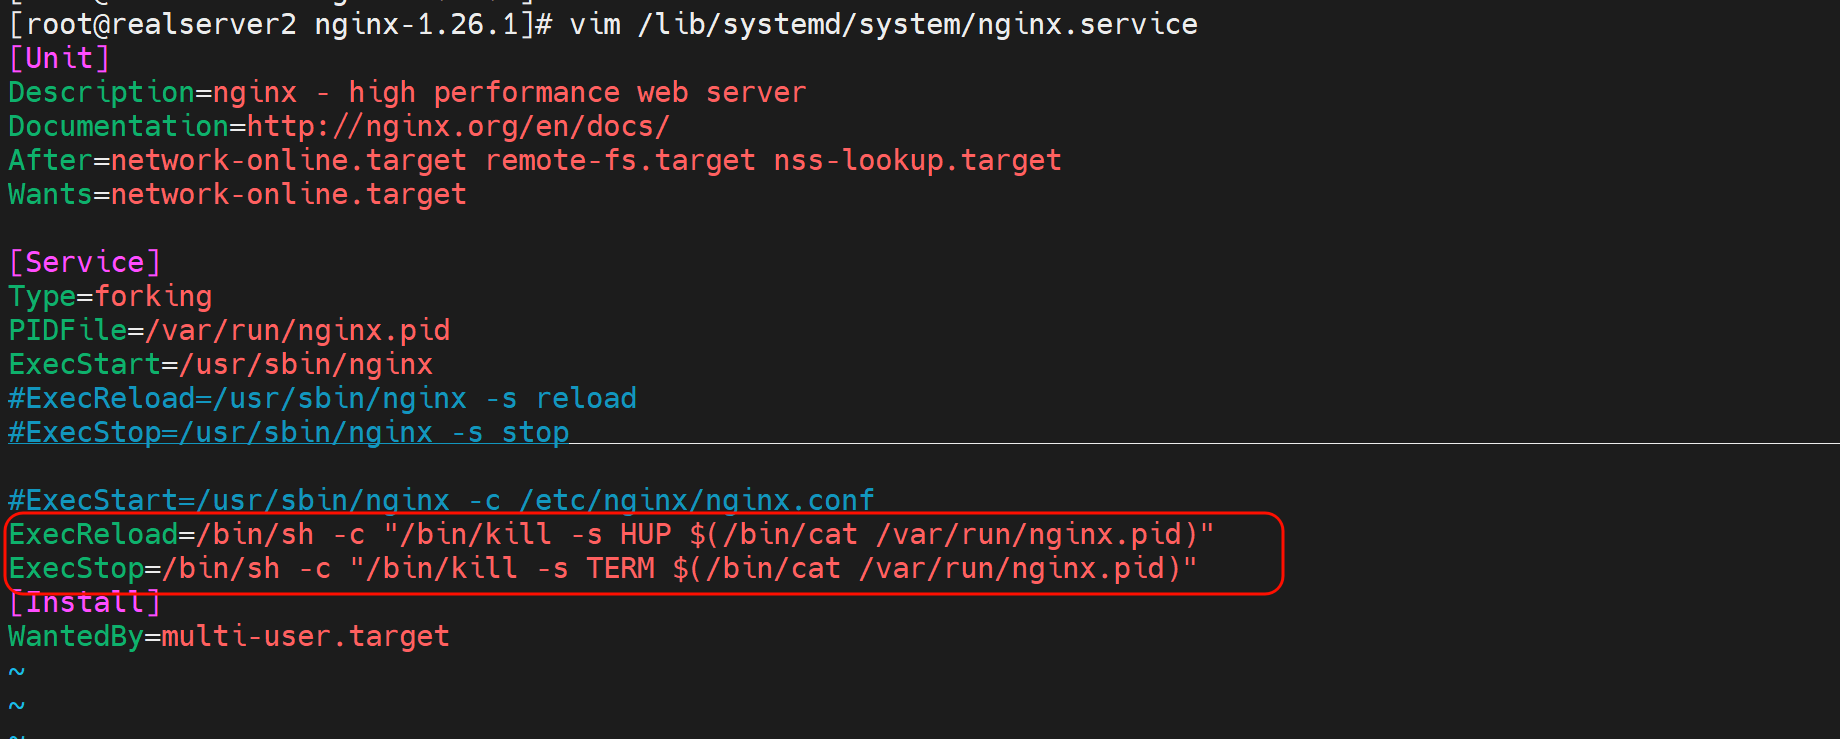 [root@realserver2 nginx-1.26.1]# vim /lib/systemd/system/nginx.service
[Unit]
Description=nginx - high performance web server
Documentation=http://nginx.org/en/docs/
After=network-online.target remote-fs.target nss-lookup.target
Wants=network-online.target
[Service]
Type=forking
PIDFile=/var/run/nginx.pid
ExecStart=/usr/sbin/nginx
#ExecReload=/usr/sbin/nginx -s reload
#ExecStop=/usr/sbin/nginx -s stop
#ExecStart=/usr/sbin/nginx -c /etc/nginx/nginx.conf
ExecReload=/bin/sh -c "/bin/kill -s HUP $(/bin/cat /var/run/nginx.pid)"
ExecStop=/bin/sh -c "/bin/kill -s TERM $(/bin/cat /var/run/nginx.pid)"
[Install]
WantedBy=multi-user.target
~
~
~